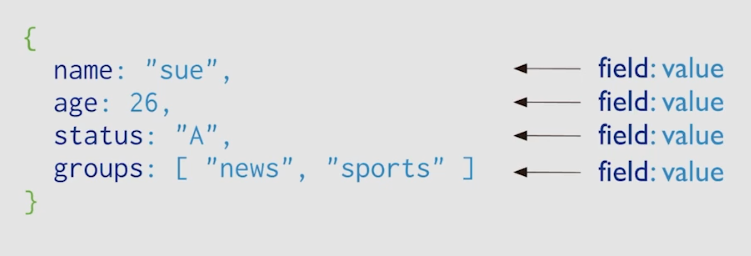 {
name: "sue", field: value
age: 26, field: value
status: "A", field: value
groups: [ "news", "sports" ] field: value
}